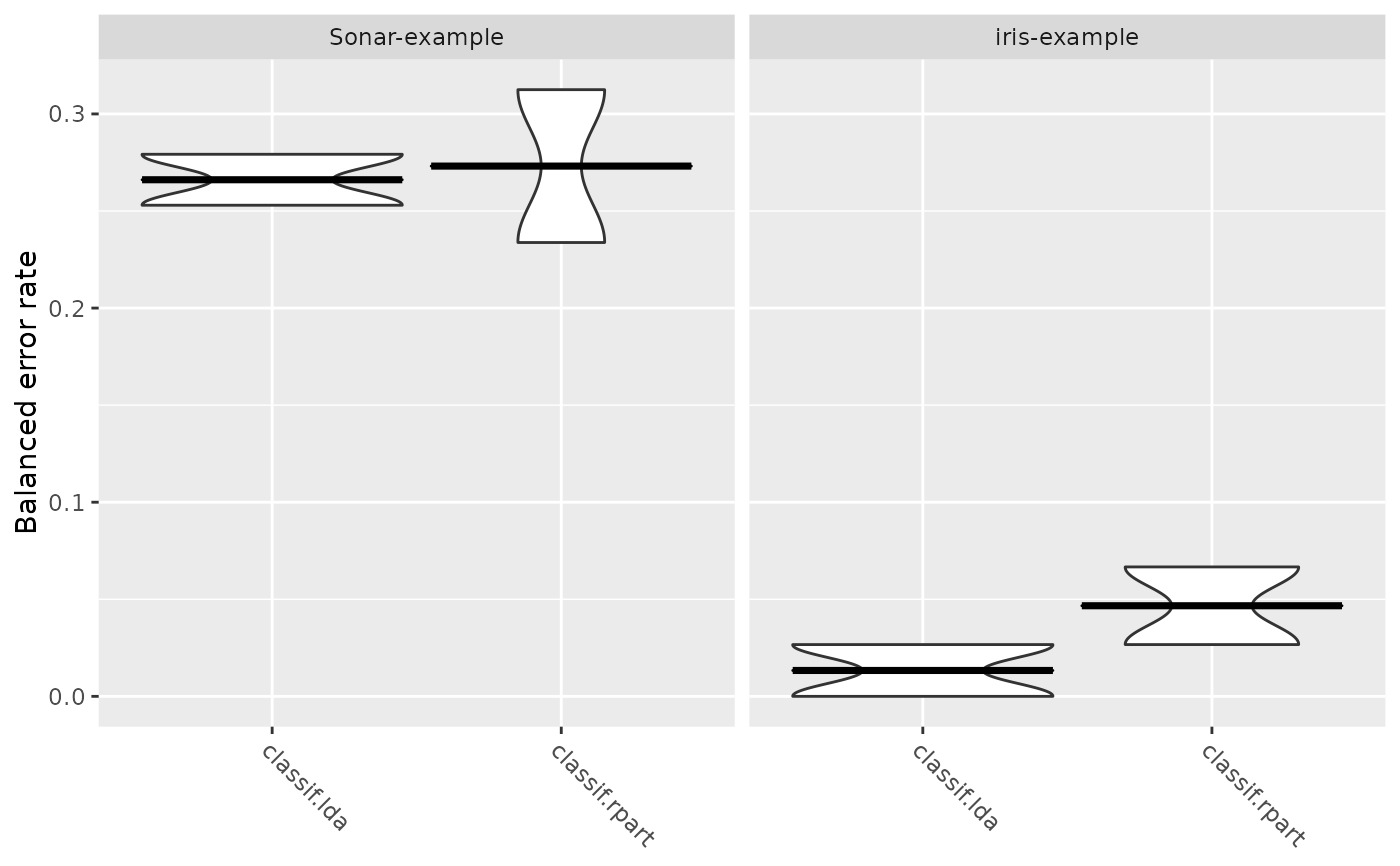 Sonar-example
iris-example
Balanced error rate
0.3
0.2
0.1
0.0
classif.lda
classif.rpart
classif.lda
classif.rpart